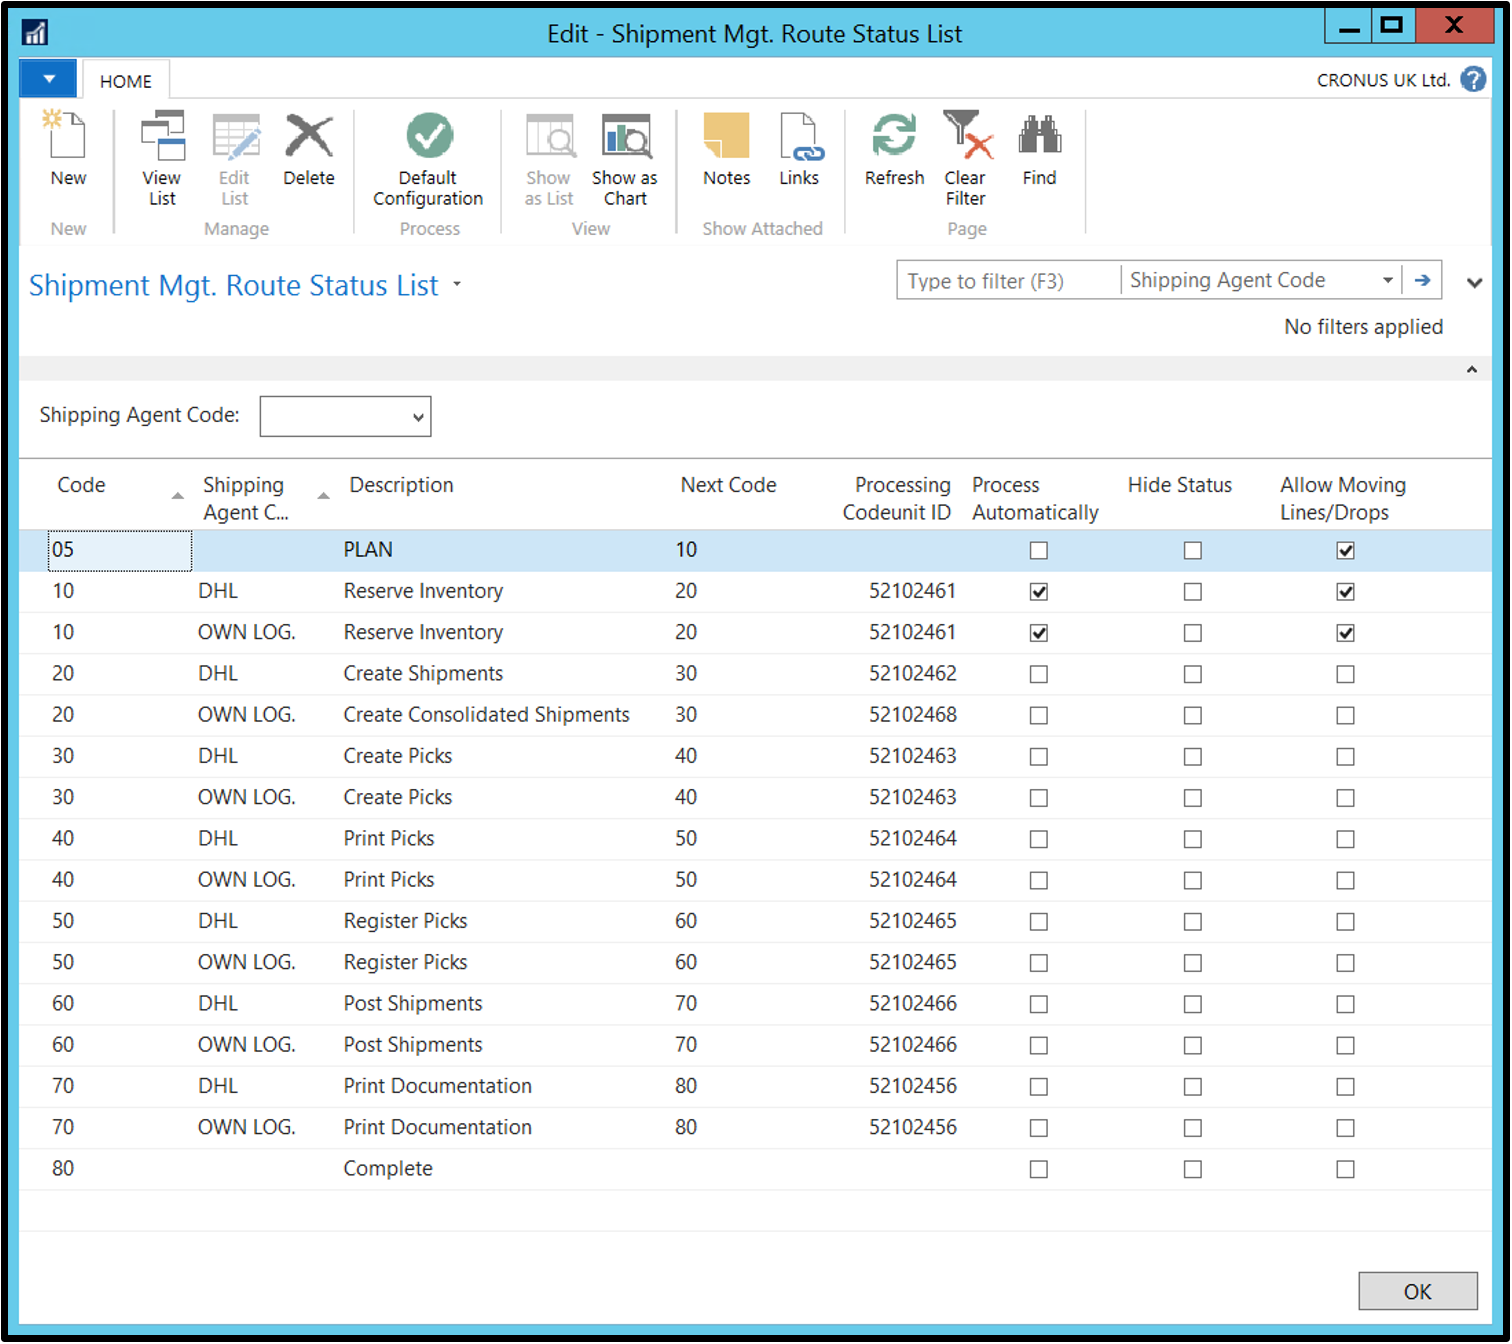 Edit - Shipment Mgt. Route Status List
X
HOME
CRONUS UK Ltd.
?
New
View List
Edit List
Delete
Default Configuration
Show as List
Show as Chart
Notes
Links
Refresh
Clear Filter
Find
New
Manage
Process
View
Show Attached
Page
Shipment Mgt. Route Status List
Type to filter (F3)
Shipping Agent Code
No filters applied
Shipping Agent Code:
Code Shipping Agent C... Description Next Code Processing Codeunit ID Process Automatically Hide Status Allow Moving Lines/Drops
05 PLAN 10
10 DHL Reserve Inventory 20 52102461
10 OWN LOG. Reserve Inventory 20 52102461
20 DHL Create Shipments 30 52102462
20 OWN LOG. Create Consolidated Shipments 30 52102468
30 DHL Create Picks 40 52102463
30 OWN LOG. Create Picks 40 52102463
40 DHL Print Picks 50 52102464
40 OWN LOG. Print Picks 50 52102464
50 DHL Register Picks 60 52102465
50 OWN LOG. Register Picks 60 52102465
60 DHL Post Shipments 70 52102466
60 OWN LOG. Post Shipments 70 52102466
70 DHL Print Documentation 80 52102456
70 OWN LOG. Print Documentation 80 52102456
80 Complete
OK